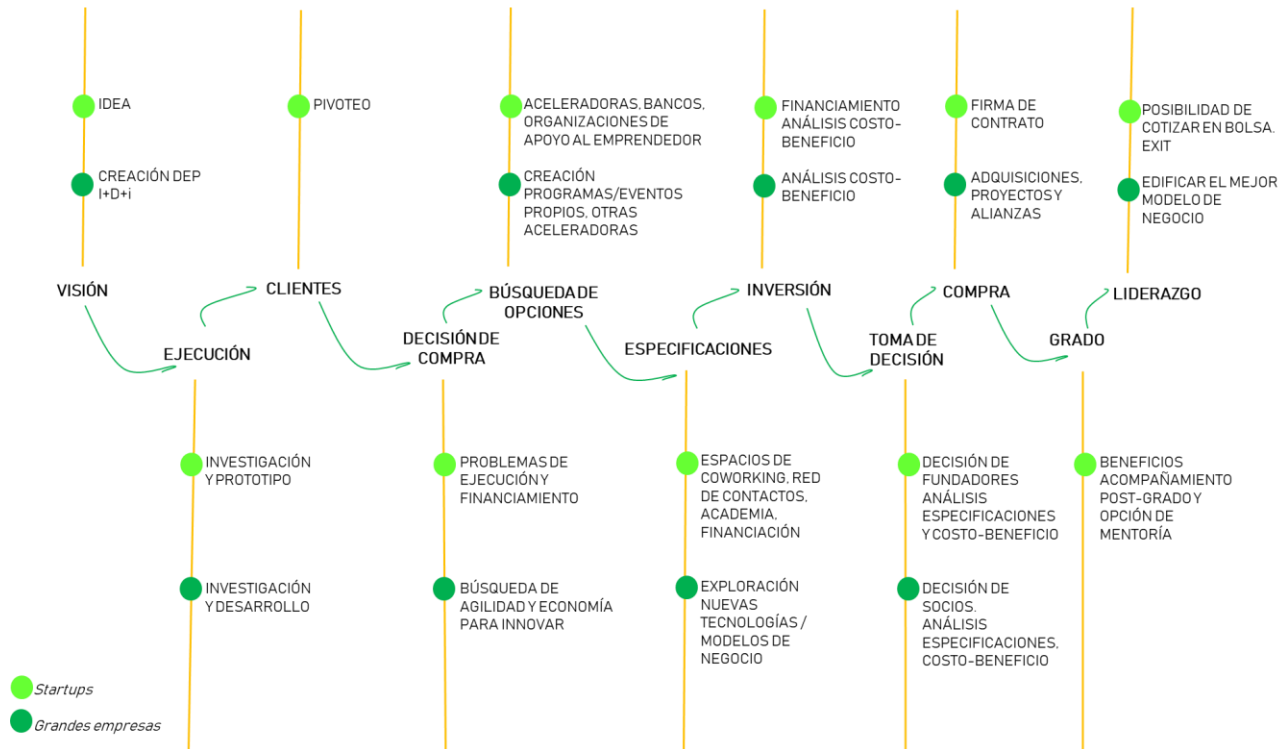 IDEA
CREACIÓN DEP
I+D+i
PIVOTEO
ACELERADORAS, BANCOS,
ORGANIZACIONES DE
APOYO AL EMPRENDEDOR
CREACIÓN
PROGRAMAS/EVENTOS
PROPIOS, OTRAS
ACELERADORAS
FINANCIAMIENTO
ANÁLISIS COSTO-
BENEFICIO
ANÁLISIS COSTO-
BENEFICIO
FIRMA DE
CONTRATO
ADQUISICIONES,
PROYECTOS Y
ALIANZAS
POSIBILIDAD DE
COTIZAR EN BOLSA.
EXIT
EDIFICAR EL MEJOR
MODELO DE
NEGOCIO
VISIÓN
EJECUCIÓN
CLIENTES
DECISIÓN DE
COMPRA
BÚSQUEDA DE
OPCIONES
ESPECIFICACIONES
INVERSIÓN
TOMA DE
DECISIÓN
COMPRA
GRADO
LIDERAZGO
INVESTIGACIÓN
Y PROTOTIPO
INVESTIGACIÓN
Y DESARROLLO
PROBLEMAS DE
EJECUCIÓN Y
FINANCIAMIENTO
BÚSQUEDA DE
AGILIDAD Y ECONOMÍA
PARA INNOVAR
ESPACIOS DE
COWORKING, RED
DE CONTACTOS,
ACADEMIA,
FINANCIACIÓN
EXPLORACIÓN
NUEVAS
TECNOLOGÍAS /
MODELOS DE
NEGOCIO
DECISIÓN DE
FUNDADORES
ANÁLISIS
ESPECIFICACIONES
Y COSTO-BENEFICIO
DECISIÓN DE
SOCIOS.
ANÁLISIS
ESPECIFICACIONES,
COSTO-BENEFICIO
BENEFICIOS
ACOMPAÑAMIENTO
POST-GRADO Y
OPCIÓN DE
MENTORÍA
Startups
Grandes empresas